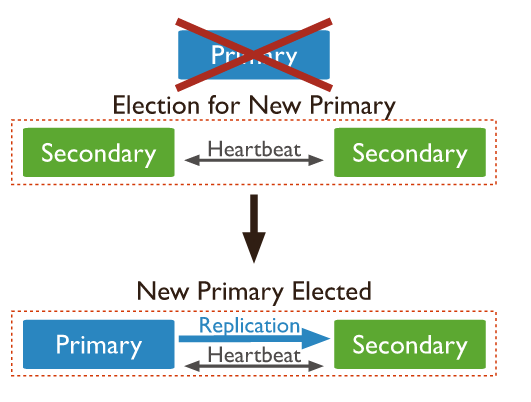 Primary
Election for New Primary
Secondary
Heartbeat
Secondary
New Primary Elected
Primary
Replication
Heartbeat
Secondary